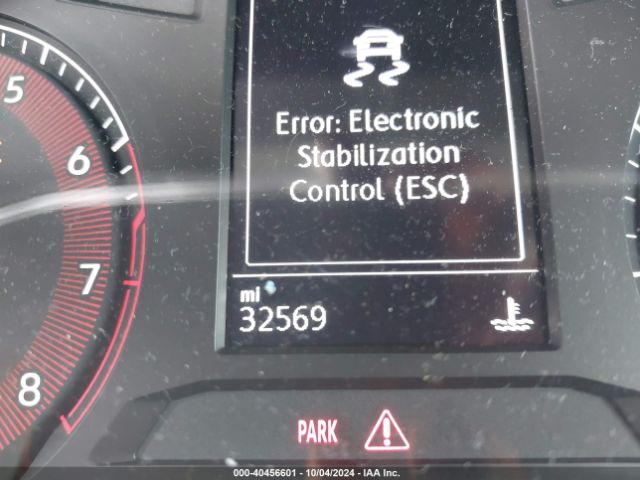 5
6
7
8
Error: Electronic
Stabilization
Control (ESC)
mi
32569
PARK
000-40456601 - 10/04/2024 - IAA Inc.